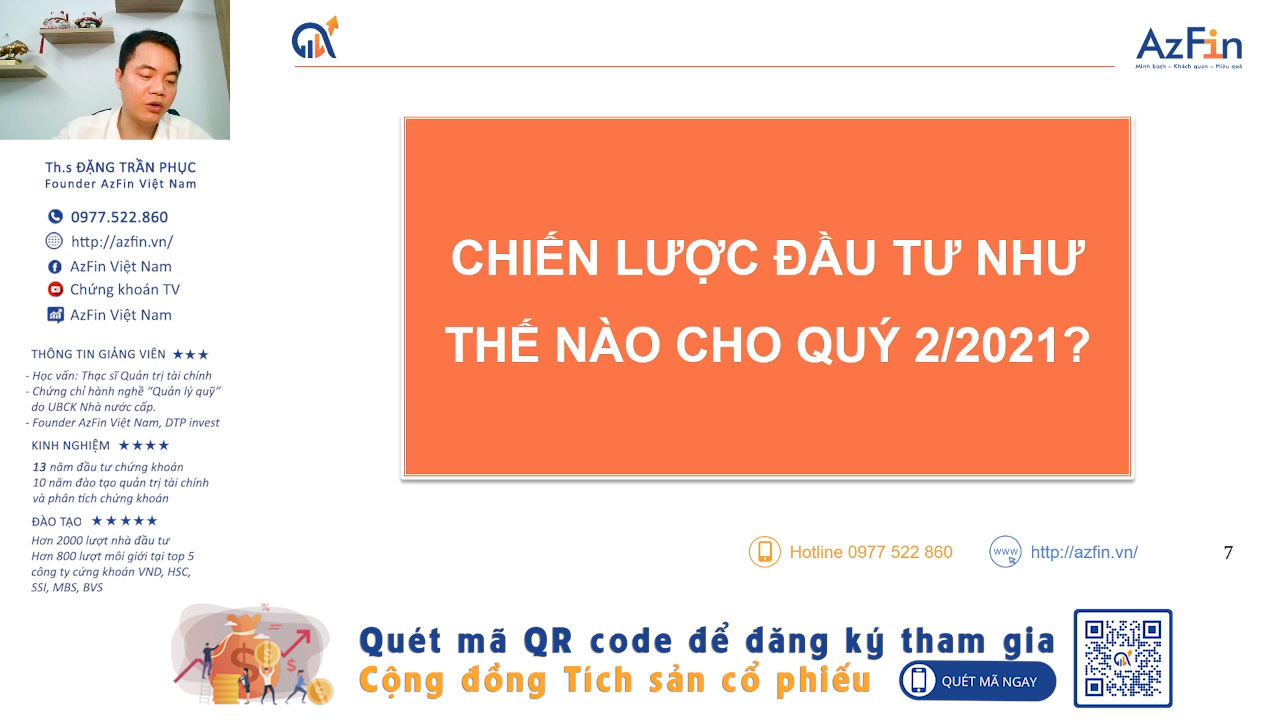 AzFin
Minh bạch – Khách quan – Hiệu quả
Th.s ĐẶNG TRẦN PHỤC
Founder AzFin Việt Nam
0977.522.860
http://azfin.vn/
AzFin Việt Nam
Chứng khoán TV
AzFin Việt Nam
THÔNG TIN GIẢNG VIÊN ★★★
- Học vấn: Thạc sĩ Quản trị tài chính
- Chứng chỉ hành nghề “Quản lý quỹ”
do UBCK Nhà nước cấp.
- Founder AzFin Việt Nam, DTP invest
KINH NGHIỆM ★★★★
13 năm đầu tư chứng khoán
10 năm đào tạo quản trị tài chính
và phân tích chứng khoán
ĐÀO TẠO ★★★★★
Hơn 2000 lượt nhà đầu tư
Hơn 800 lượt môi giới tại top 5
công ty cứng khoán VND, HSC,
SSI, MBS, BVS
CHIẾN LƯỢC ĐẦU TƯ NHƯ
THẾ NÀO CHO QUÝ 2/2021?
Hotline 0977 522 860
www
http://azfin.vn/
7
Quét mã QR code để đăng ký tham gia
Cộng đồng Tích sản cổ phiếu
QUÉT MÃ NGAY